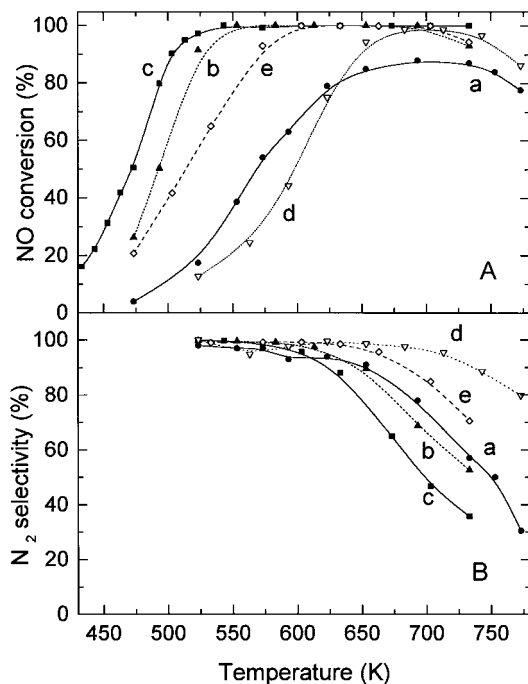 100
80
60
40
20
0
NO conversion (%)
c
b
e
a
d
A
100
80
60
40
20
0
N2 selectivity (%)
d
e
a
b
c
B
450 500 550 600 650 700 750
Temperature (K)